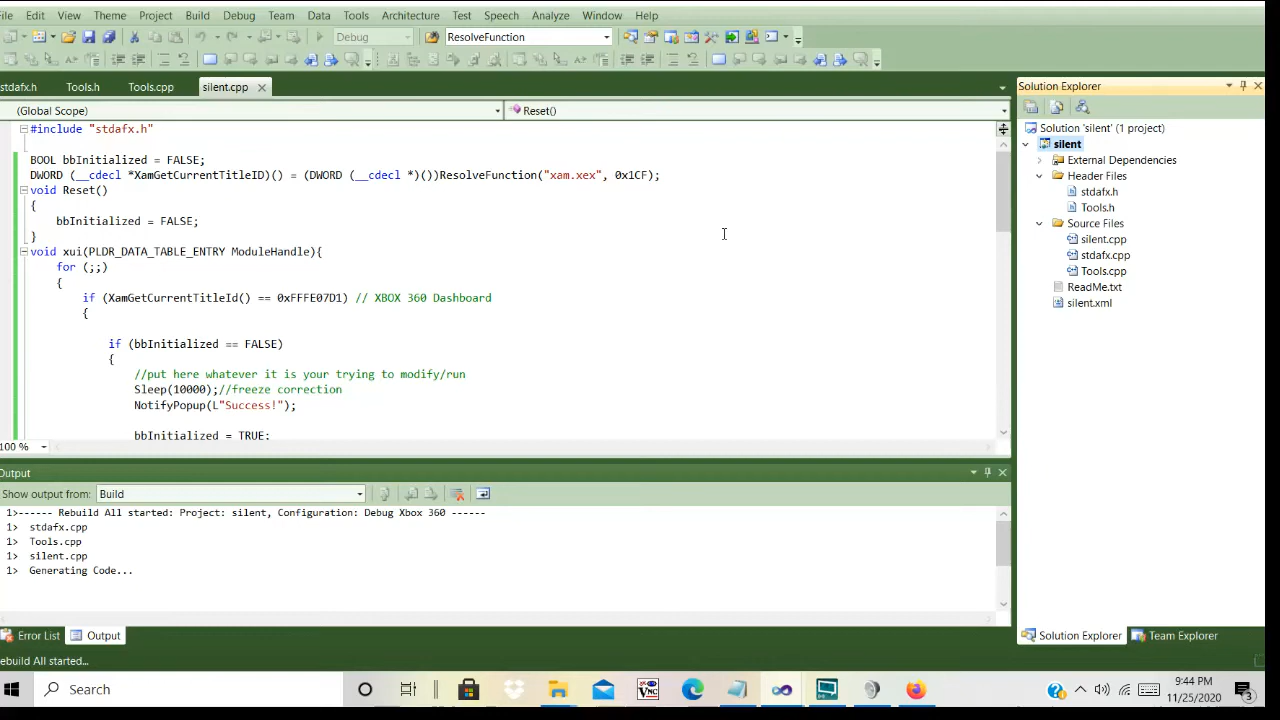 File Edit View Theme Project Build Debug Team Data Tools Architecture Test Speech Analyze Window Help
Debug ResolveFunction
stdafx.h Tools.h Tools.cpp silent.cpp
(Global Scope) Reset()
#include "stdafx.h"
BOOL bbInitialized = FALSE;
DWORD (__cdecl *XamGetCurrentTitleID)() = (DWORD (__cdecl *)())ResolveFunction("xam.xex", 0x1CF);
void Reset()
{
bbInitialized = FALSE;
}
void xui(PLDR_DATA_TABLE_ENTRY ModuleHandle){
for (;;)
{
if (XamGetCurrentTitleId() == 0xFFFE07D1) // XBOX 360 Dashboard
{
if (bbInitialized == FALSE)
{
//put here whatever it is your trying to modify/run
Sleep(10000);//freeze correction
NotifyPopup(L"Success!");
bbInitialized = TRUE;
100 %
Output
Show output from: Build
1>------ Rebuild All started: Project: silent, Configuration: Debug Xbox 360 ------
1> stdafx.cpp
1> Tools.cpp
1> silent.cpp
1> Generating Code...
Error List Output
ebuild All started...
Solution Explorer
Solution 'silent' (1 project)
silent
External Dependencies
Header Files
stdafx.h
Tools.h
Source Files
silent.cpp
stdafx.cpp
Tools.cpp
ReadMe.txt
silent.xml
Solution Explorer Team Explorer
Search
VNC
9:44 PM
11/25/2020
3